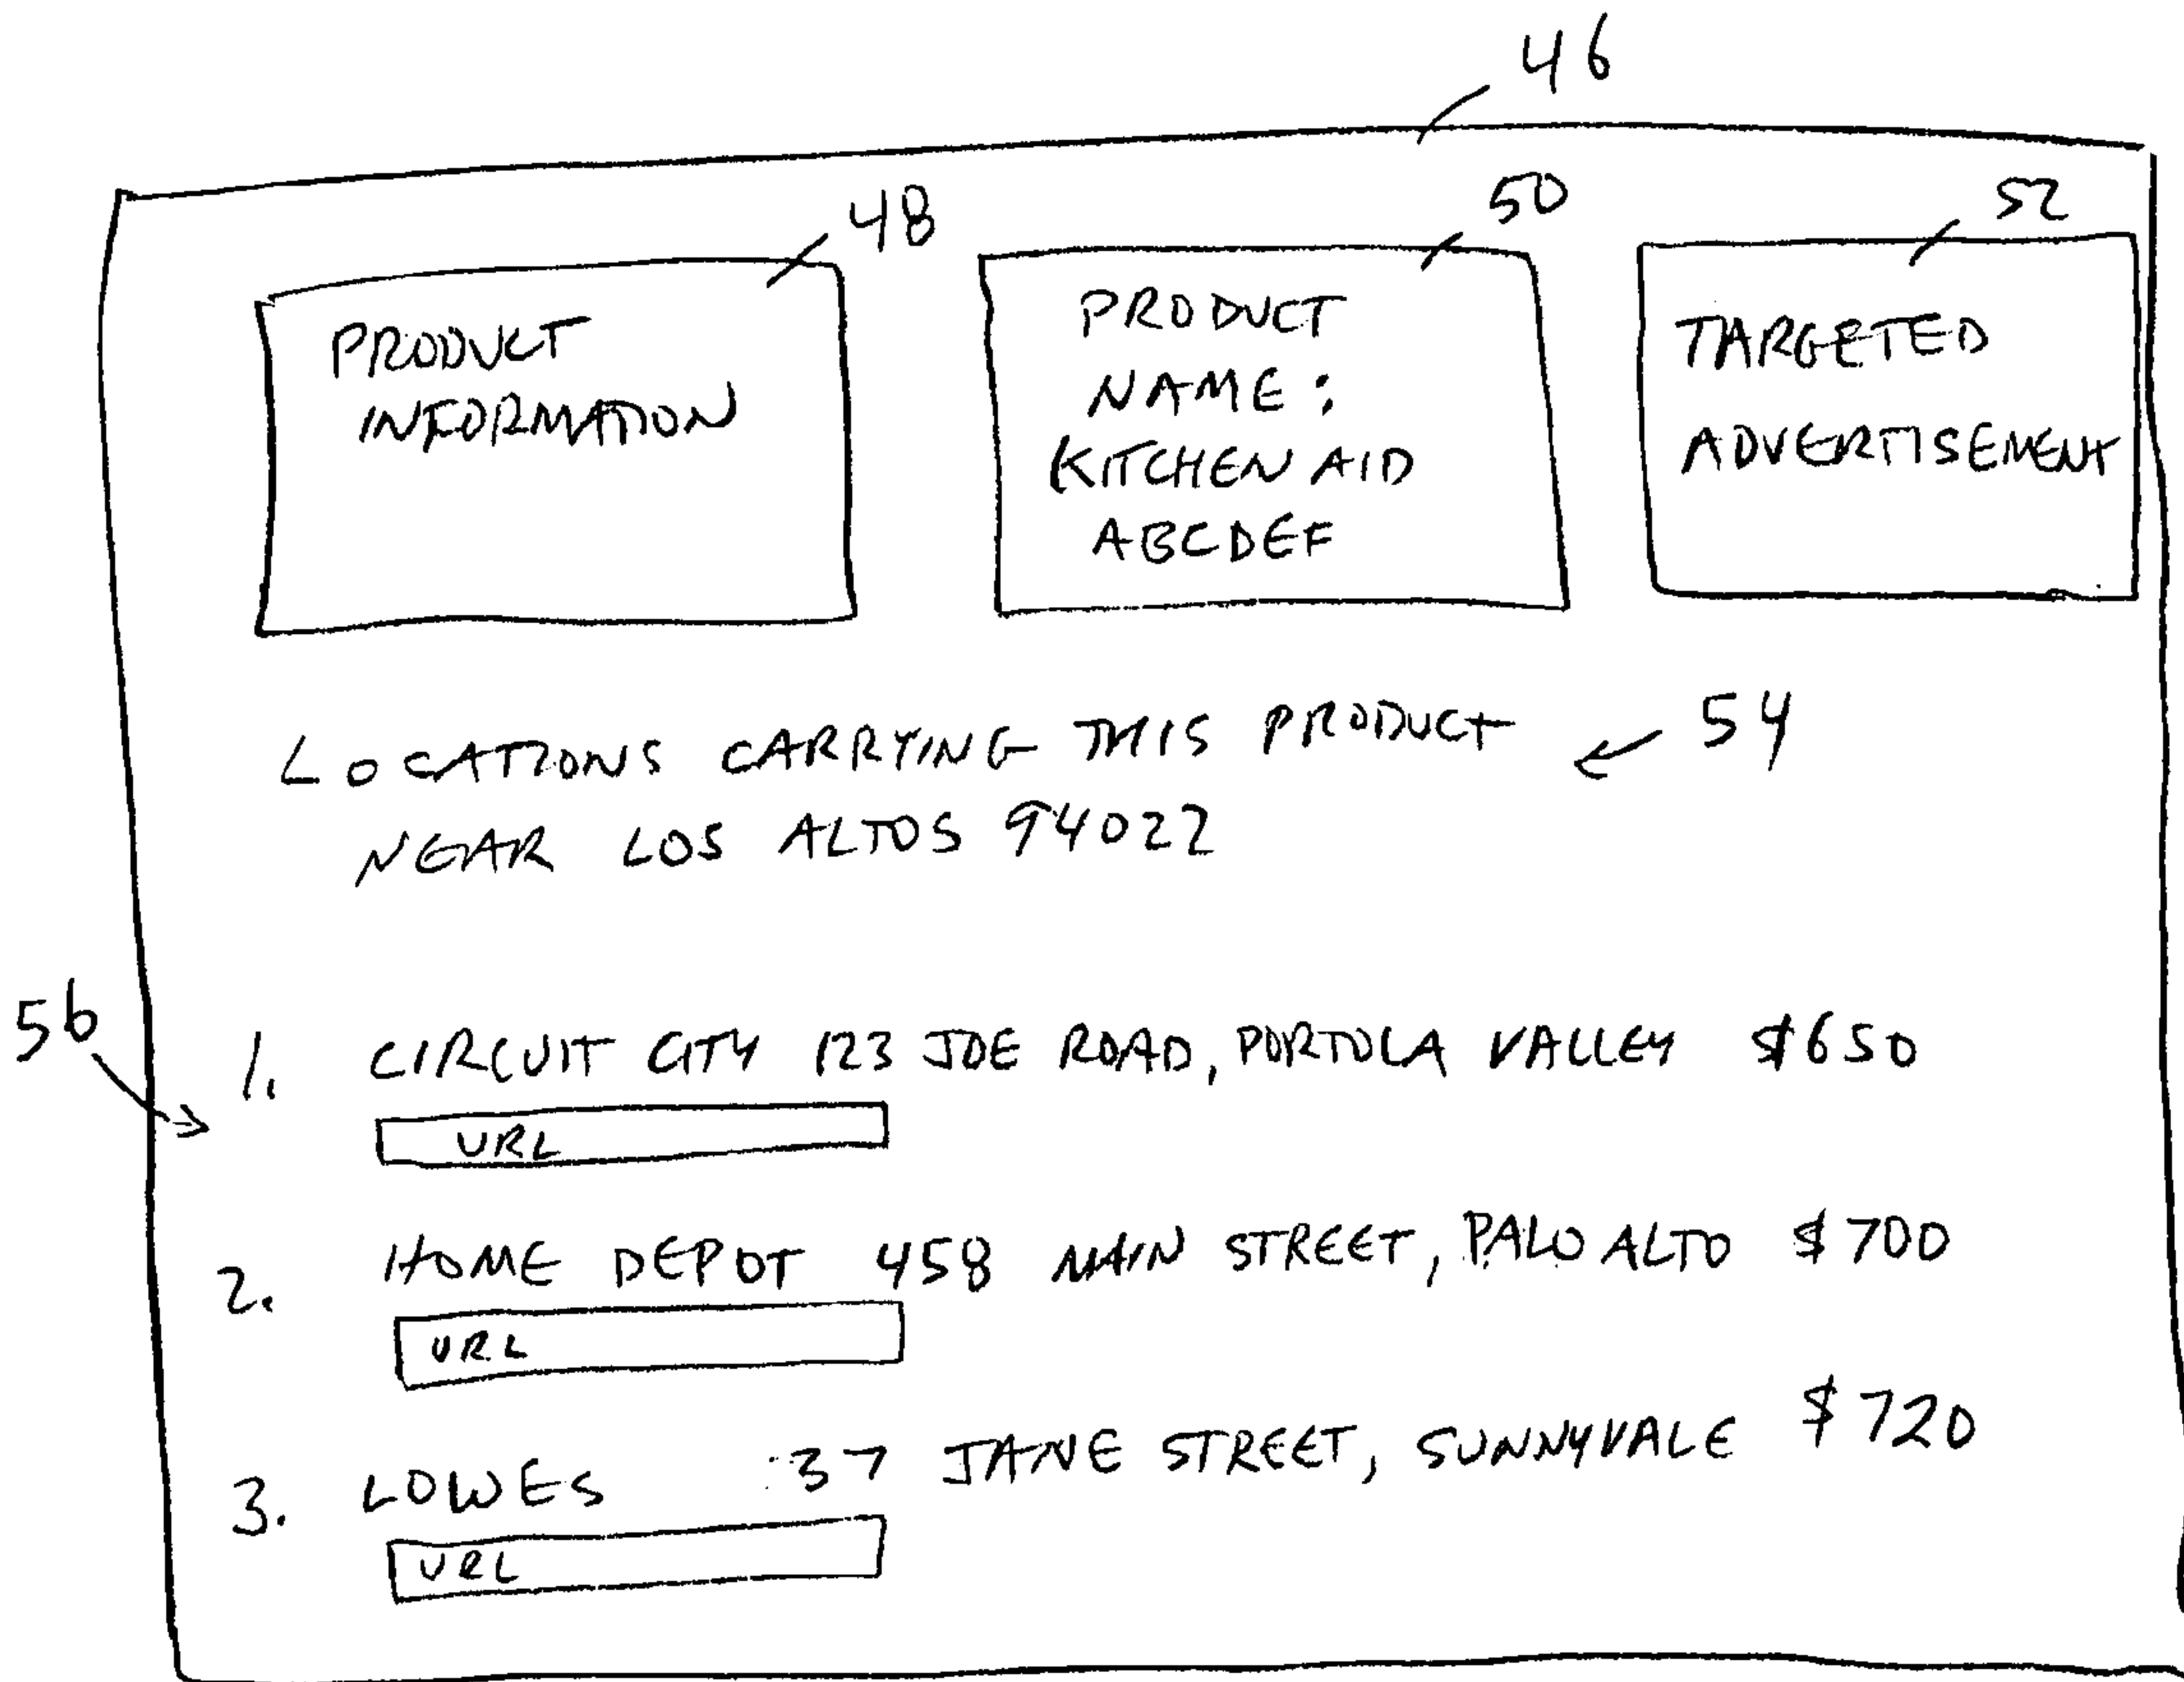 46
48
50
52
PRODUCT
INFORMATION
PRODUCT
NAME:
KITCHEN AID
ABCDEF
TARGETED
ADVERTISEMENT
LOCATIONS CARRYING THIS PRODUCT
54
NEAR LOS ALTOS 94022
56
1. CIRCUIT CITY 123 JOE ROAD, PORTOLA VALLEY $650
URL
2. HOME DEPOT 458 MAIN STREET, PALO ALTO $700
URL
3. LOWES 37 JANE STREET, SUNNYVALE $720
URL